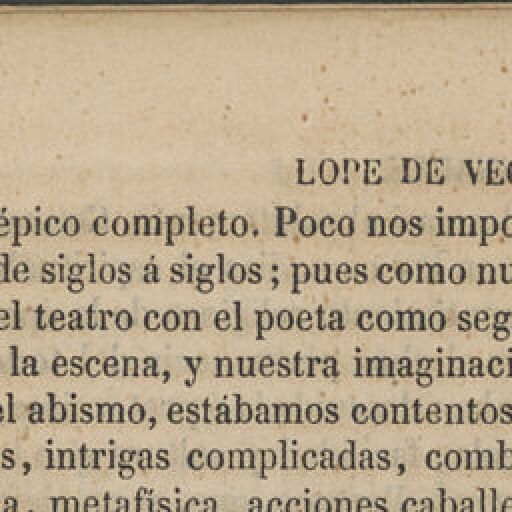 LOPE DE VEG
épico completo. Poco nos impo
de siglos á siglos; pues como nu
el teatro con el poeta como seg
la escena, y nuestra imaginaci
el abismo, estábamos contentos
s, intrigas complicadas, comb
a, metafísica, acciones caballe